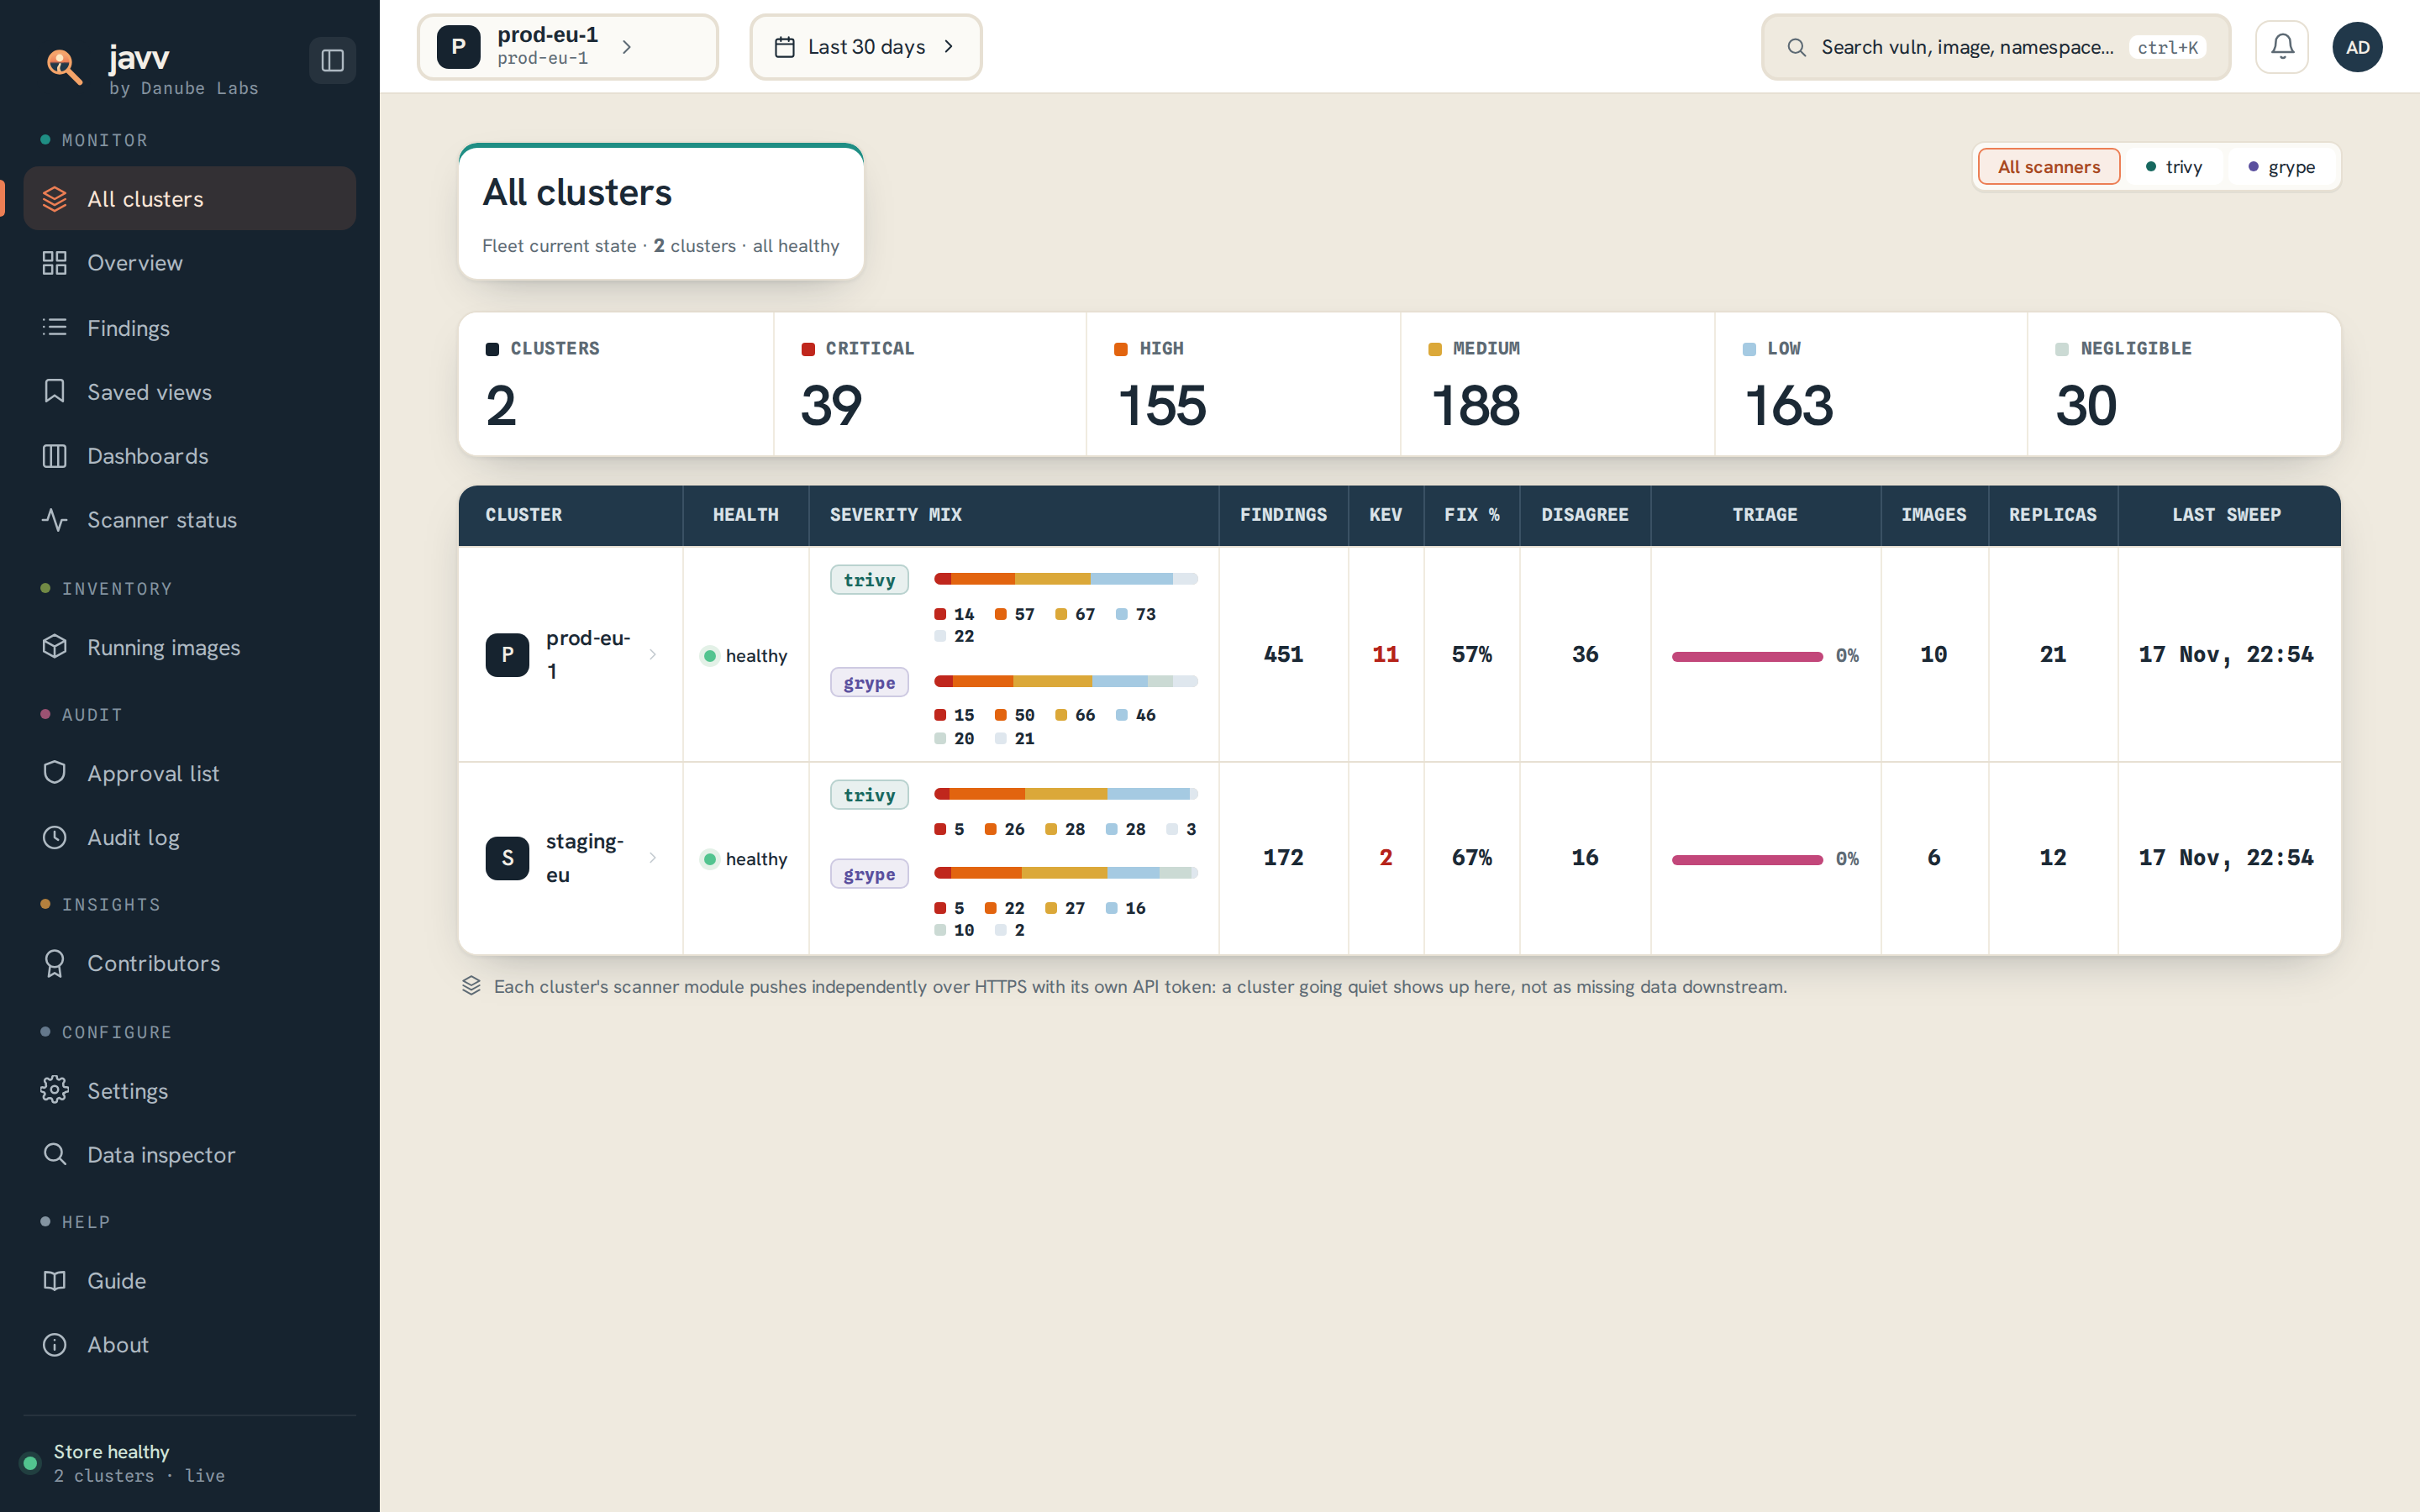 javv
by Danube Labs
MONITOR
All clusters
Overview
Findings
Saved views
Dashboards
Scanner status
INVENTORY
Running images
AUDIT
Approval list
Audit log
INSIGHTS
Contributors
CONFIGURE
Settings
Data inspector
HELP
Guide
About
Store healthy
2 clusters · live
P
prod-eu-1
prod-eu-1
Last 30 days
Search vuln, image, namespace... ctrl+K
AD
All clusters
Fleet current state · 2 clusters · all healthy
All scanners trivy grype
CLUSTERS CRITICAL HIGH MEDIUM LOW NEGLIGIBLE
2 39 155 188 163 30
CLUSTER HEALTH SEVERITY MIX FINDINGS KEV FIX % DISAGREE TRIAGE IMAGES REPLICAS LAST SWEEP
P
prod-eu-
1
healthy
trivy
14 57 67 73
22
grype
15 50 66 46
20 21
451 11 57% 36 0% 10 21 17 Nov, 22:54
S
staging-
eu
healthy
trivy
5 26 28 28 3
grype
5 22 27 16
10 2
172 2 67% 16 0% 6 12 17 Nov, 22:54
Each cluster's scanner module pushes independently over HTTPS with its own API token: a cluster going quiet shows up here, not as missing data downstream.